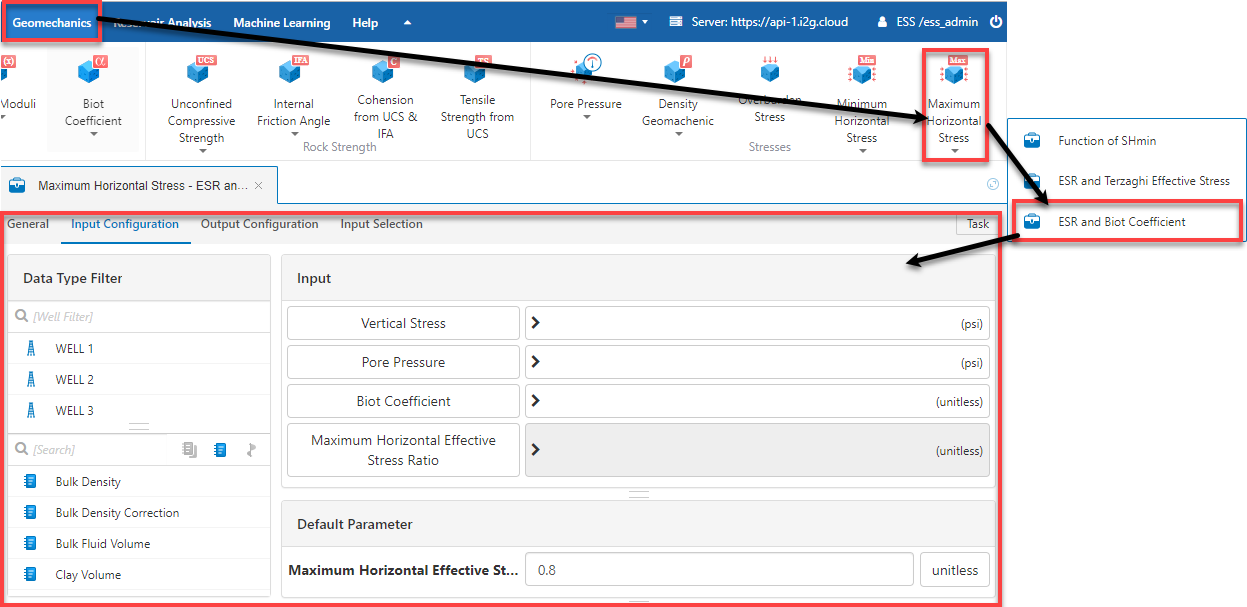 Geomechanics
Reservoir Analysis
Machine Learning
Help
Server: https://api-1.i2g.cloud
ESS /ess_admin
(x)
Moduli
α
Biot
Coefficient
UCS
Unconfined
Compressive
Strength
IFA
Internal
Friction Angle
C
Cohension
from UCS &
IFA
TS
Tensile
Strength from
UCS
Rock Strength
Pore Pressure
ρ
Density
Geomachenic
Overburden
Stress
Min
Minimum
Horizontal
Stress
Max
Maximum
Horizontal
Stress
Stresses
Function of SHmin
ESR and Terzaghi Effective Stress
ESR and Biot Coefficient
Maximum Horizontal Stress - ESR an...
General
Input Configuration
Output Configuration
Input Selection
Task
Data Type Filter
[Well Filter]
WELL 1
WELL 2
WELL 3
[Search]
Bulk Density
Bulk Density Correction
Bulk Fluid Volume
Clay Volume
Input
Vertical Stress
(psi)
Pore Pressure
(psi)
Biot Coefficient
(unitless)
Maximum Horizontal Effective
Stress Ratio
(unitless)
Default Parameter
Maximum Horizontal Effective St...
0.8
unitless